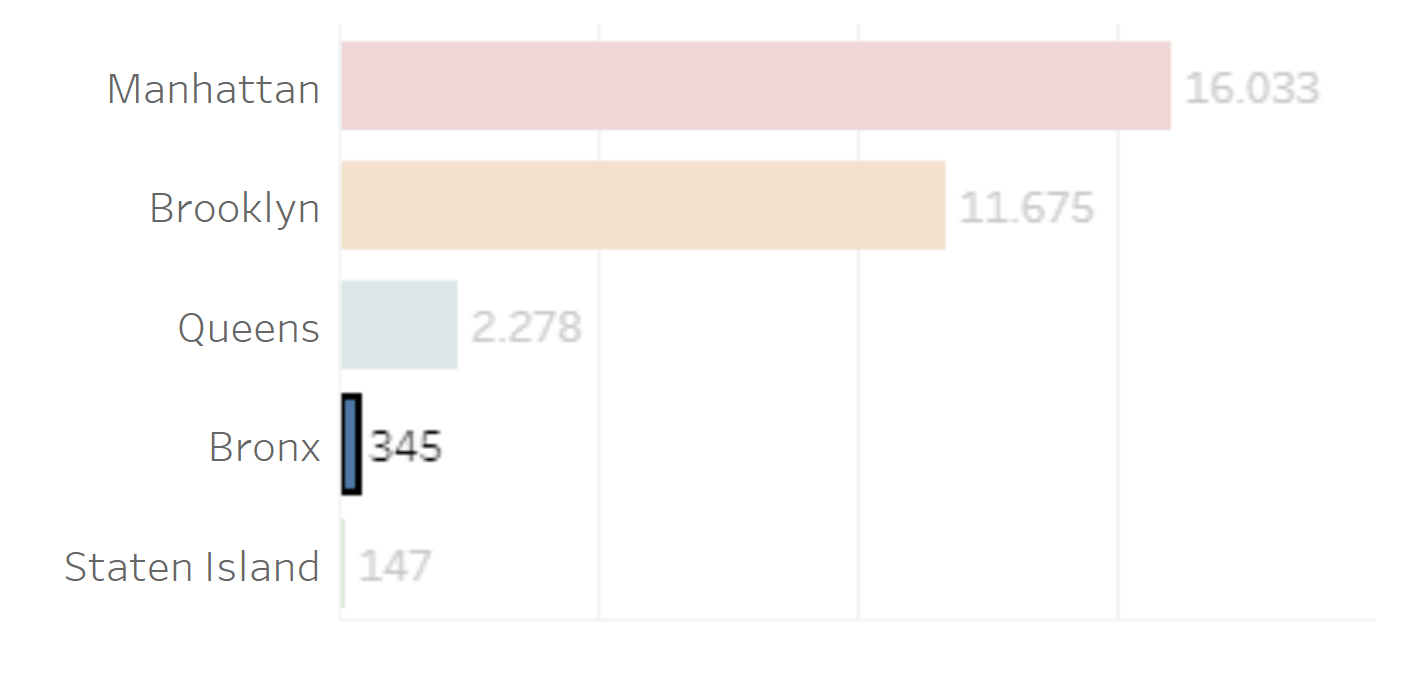 Manhattan 16.033
Brooklyn 11.675
Queens 2.278
Bronx 345
Staten Island 147